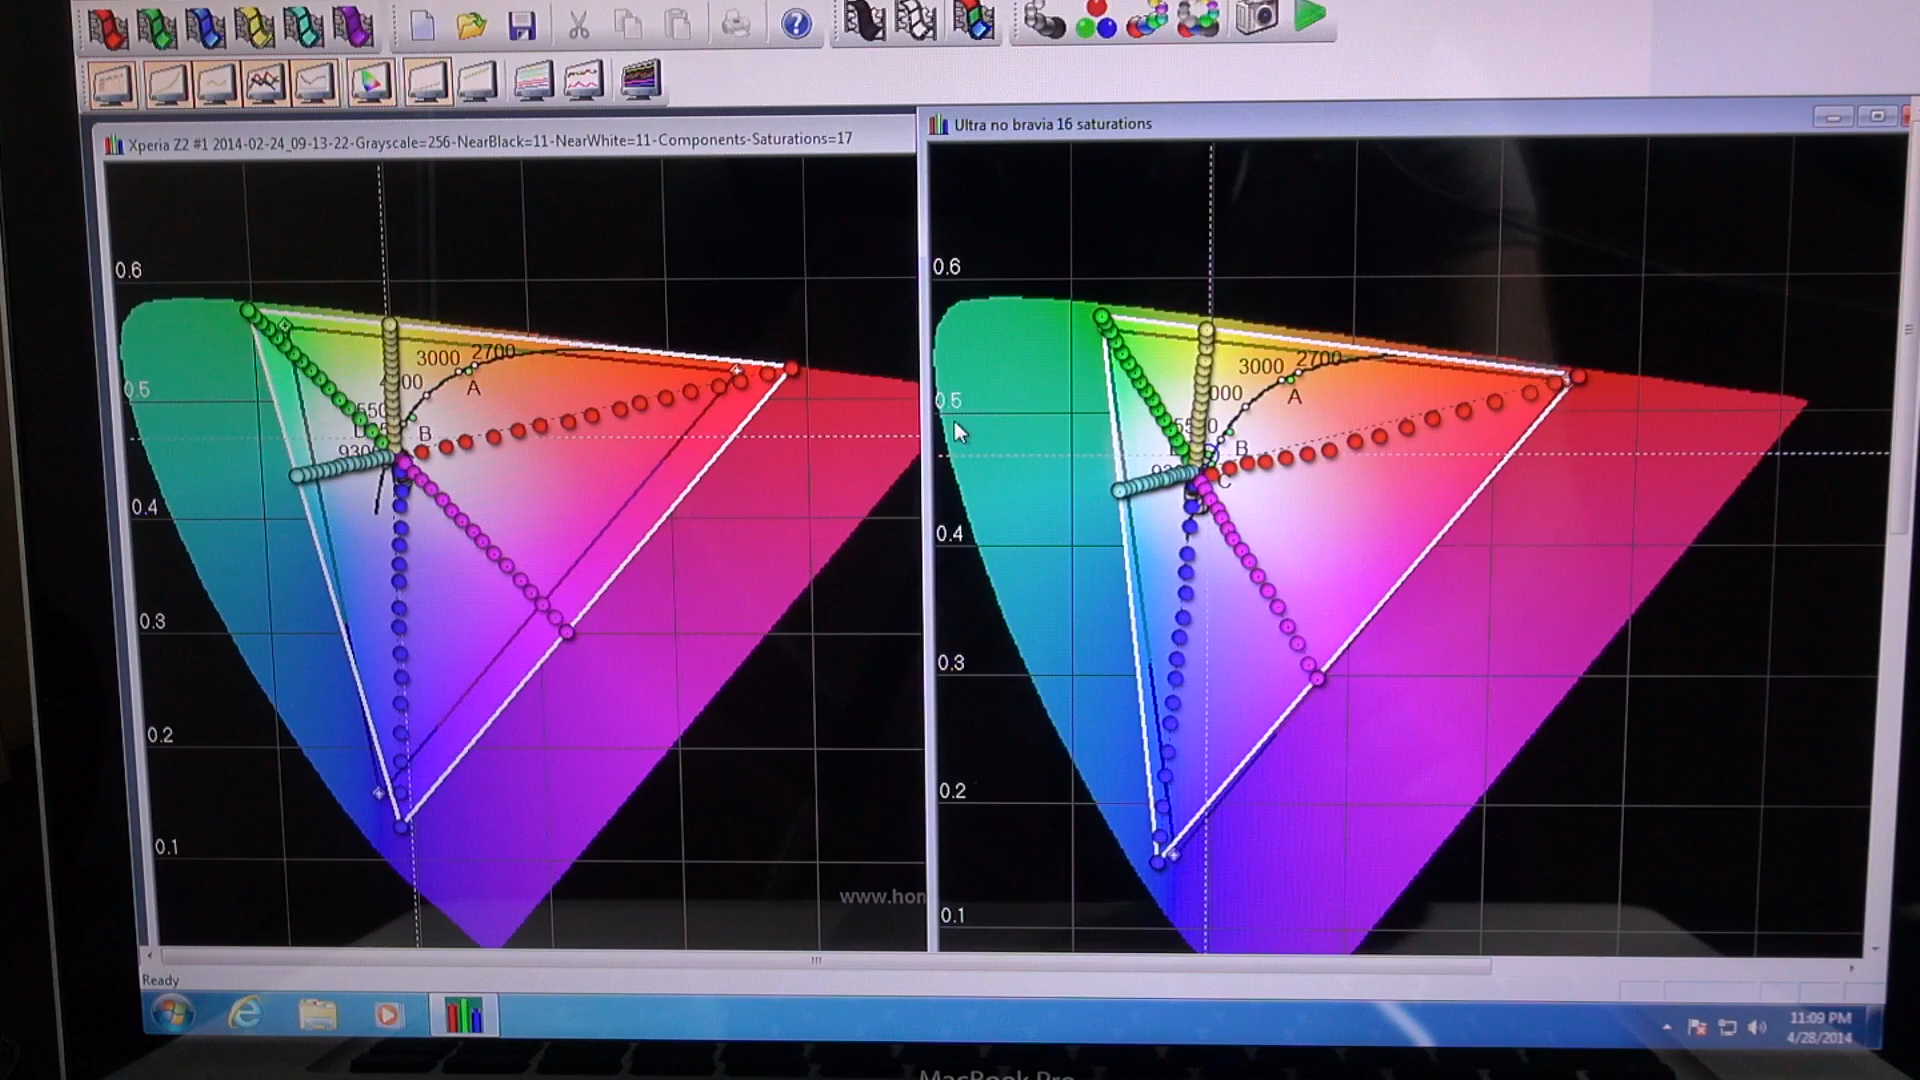 Xperia Z2 #1 2014-02-24_09-13-22-Grayscale=256-NearBlack=11-NearWhite=11-Components-Saturations=17
Ultra no bravia 16 saturations
0.6
0.5
0.4
0.3
0.2
0.1
3000 2700
A
B
9300
www.hom
0.6
0.5
0.4
0.3
0.2
0.1
3000 2700
A
B
C
Ready
11:09 PM
4/28/2014
MacBook Pro